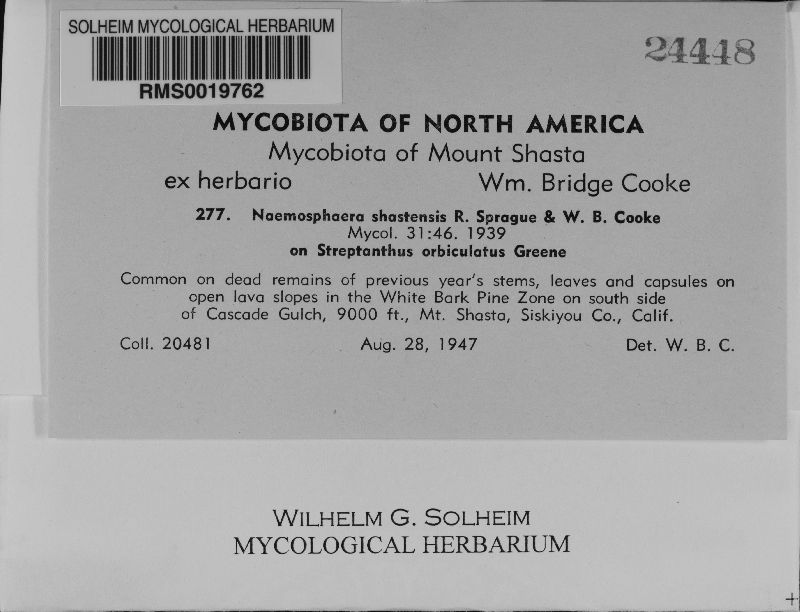 SOLHEIM MYCOLOGICAL HERBARIUM
RMS0019762
24448
MYCOBIOTA OF NORTH AMERICA
Mycobiota of Mount Shasta
ex herbario Wm. Bridge Cooke
277. Naemosphaera shastensis R. Sprague & W. B. Cooke
Mycol. 31:46. 1939
on Streptanthus orbiculatus Greene
Common on dead remains of previous year's stems, leaves and capsules on
open lava slopes in the White Bark Pine Zone on south side
of Cascade Gulch, 9000 ft., Mt. Shasta, Siskiyou Co., Calif.
Coll. 20481 Aug. 28, 1947 Det. W. B. C.
WILHELM G. SOLHEIM
MYCOLOGICAL HERBARIUM